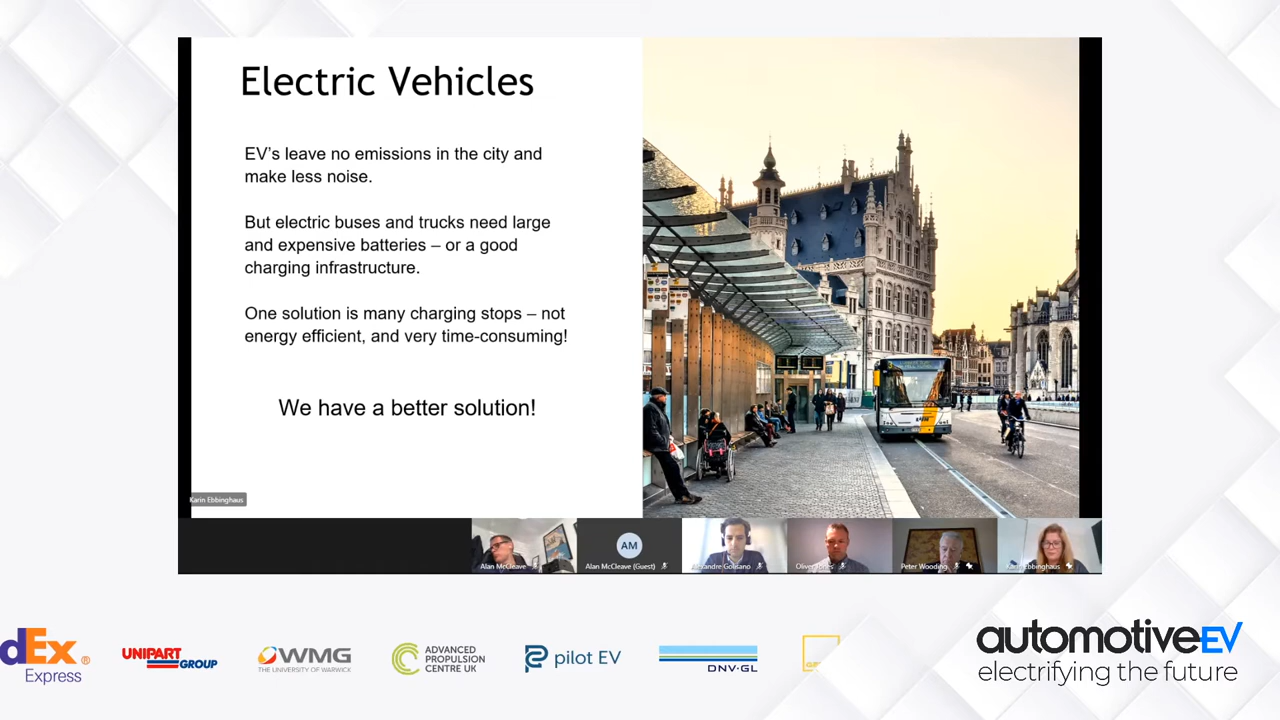 Electric Vehicles
EV's leave no emissions in the city and
make less noise.
But electric buses and trucks need large
and expensive batteries – or a good
charging infrastructure.
One solution is many charging stops – not
energy efficient, and very time-consuming!
We have a better solution!
Karin Ebbinghaus
Alan McCleave
AM
Alan McCleave (Guest)
Peter Wooding
Ebbinghaus
dEx
Express
UNIPART
GROUP
WMG
THE UNIVERSITY OF WARWICK
ADVANCED
PROPULSION
CENTRE UK
pilot EV
DNV·GL
automotiveEV
electrifying the future